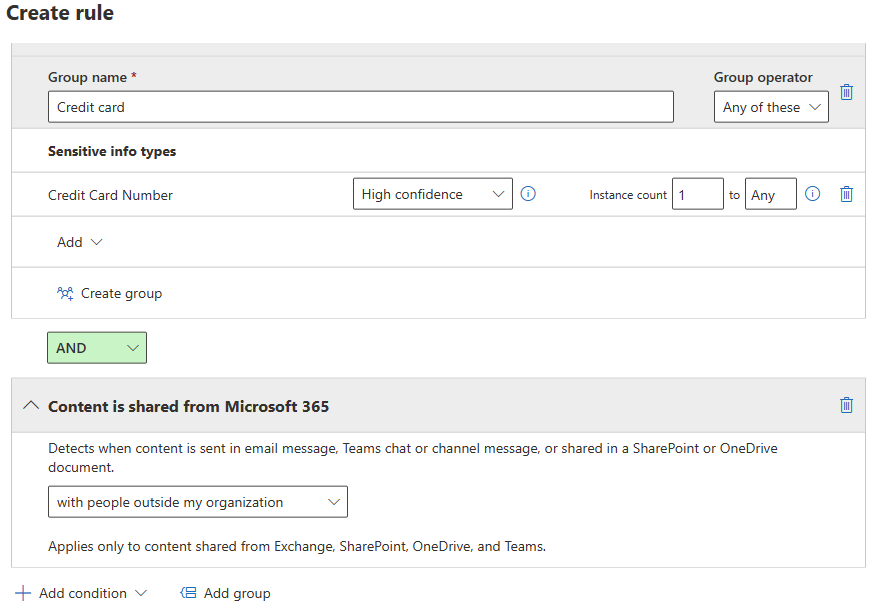 Create rule
Group name *
Group operator
Credit card
Any of these
Sensitive info types
Credit Card Number
High confidence
Instance count
1
to
Any
Add
Create group
AND
Content is shared from Microsoft 365
Detects when content is sent in email message, Teams chat or channel message, or shared in a SharePoint or OneDrive
document.
with people outside my organization
Applies only to content shared from Exchange, SharePoint, OneDrive, and Teams.
Add condition
Add group